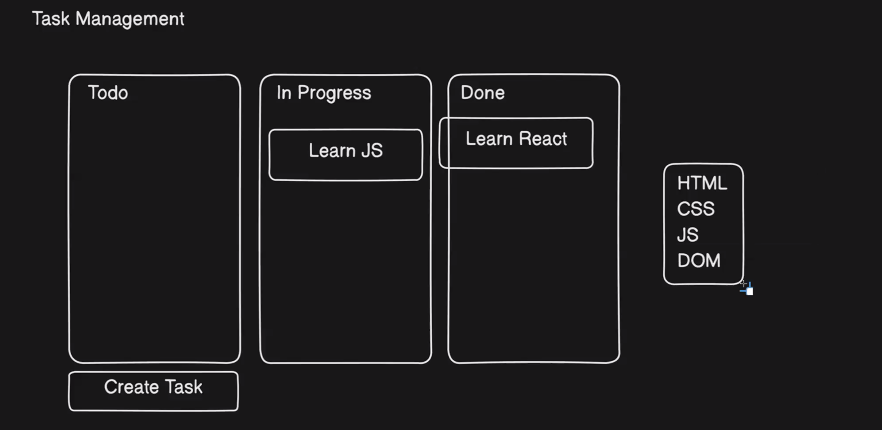 Task Management
Todo
In Progress
Done
Learn JS
Learn React
HTML
CSS
JS
DOM
Create Task